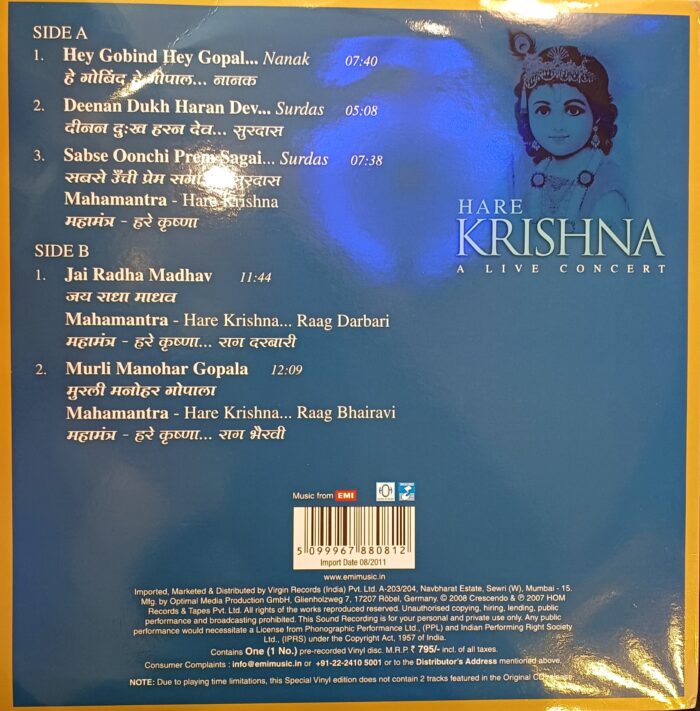 SIDE A
1. Hey Gobind Hey Gopal... Nanak 07:40
हे गोविंद हे गोपाल... नानक
2. Deenan Dukh Haran Dev... Surdas 05:08
दीनन दुःख हरन देव... सुरदास
3. Sabse Oonchi Prem Sagai... Surdas 07:38
सबसे उँची प्रेम सुरदास
Mahamantra - Hare Krishna
महामंत्र - हरे कृष्णा
HARE
KRISHNA
A LIVE CONCERT
SIDE B
1. Jai Radha Madhav 11:44
जय राधा माधव
Mahamantra - Hare Krishna... Raag Darbari
महामंत्र - हरे कृष्णा... राग दरबारी
2. Murli Manohar Gopala 12:09
मुरली मनोहर गोपाला
Mahamantra - Hare Krishna... Raag Bhairavi
महामंत्र - हरे कृष्णा... राग भैरवी
Music from EMI
5 099967 880812
Import Date 08/2011
www.emimusic.in
Imported, Marketed & Distributed by Virgin Records (India) Pvt. Ltd. A-203/204, Navbharat Estate, Sewri (W), Mumbai - 15.
Mfg. by Optimal Media Production GmbH, Glienholzweg 7, 17207 Röbel, Germany. © 2008 Crescendo & ℗ 2007 HOM
Records & Tapes Pvt. Ltd. All rights of the works reproduced reserved. Unauthorised copying, hiring, lending, public
performance and broadcasting prohibited. This Sound Recording is for your personal and private use only. Any public
performance would necessitate a License from Phonographic Performance Ltd., (PPL) and Indian Performing Right Society
Ltd., (IPRS) under the Copyright Act, 1957 of India.
Contains One (1 No.) pre-recorded Vinyl disc. M.R.P. ₹ 795/- incl. of all taxes.
Consumer Complaints : info@emimusic.in or +91-22-2410 5001 or to the Distributor's Address mentioned above.
NOTE: Due to playing time limitations, this Special Vinyl edition does not contain 2 tracks featured in the Original CD release.